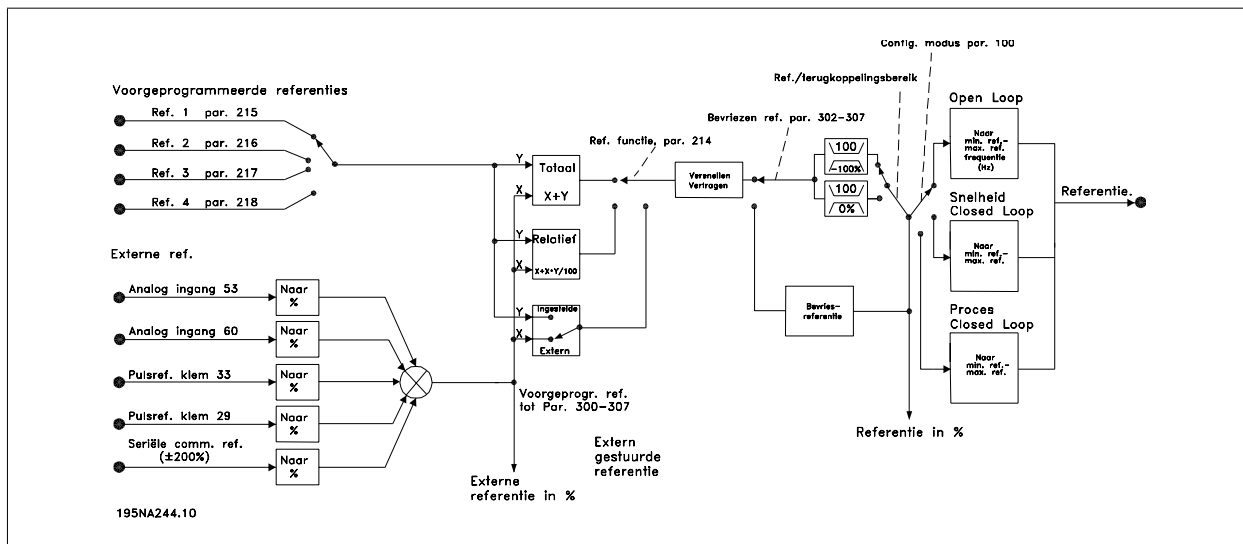 Config. modus par. 100
Ref./terugkoppelingsbereik
Voorgeprogrammeerde referenties
Ref. 1 par. 215
Ref. 2 par. 216
Ref. 3 par. 217
Ref. 4 par. 218
Ref. functie, par. 214
Bevriezen ref. par. 302-307
Y
Totaal
X
X+Y
Versnellen
Vertragen
100
-100%
100
0%
Open Loop
Naar
min. ref.-
max. ref.
frequentie
(Hz)
Referentie.
Snelheid
Closed Loop
Naar
min. ref.-
max. ref.
Y
Relatief
X
X+X*Y/100
Externe ref.
Analog ingang 53
Naar
%
Analog ingang 60
Naar
%
Pulsref. klem 33
Naar
%
Pulsref. klem 29
Naar
%
Seriële comm. ref.
(±200%)
Naar
%
Y
Ingestelde
X
Extern
Bevries-
referentie
Proces
Closed Loop
Naar
min. ref.-
max. ref.
Voorgeprogr. ref.
tot Par. 300-307
Extern
gestuurde
referentie
Referentie in %
Externe
referentie in %
195NA244.10